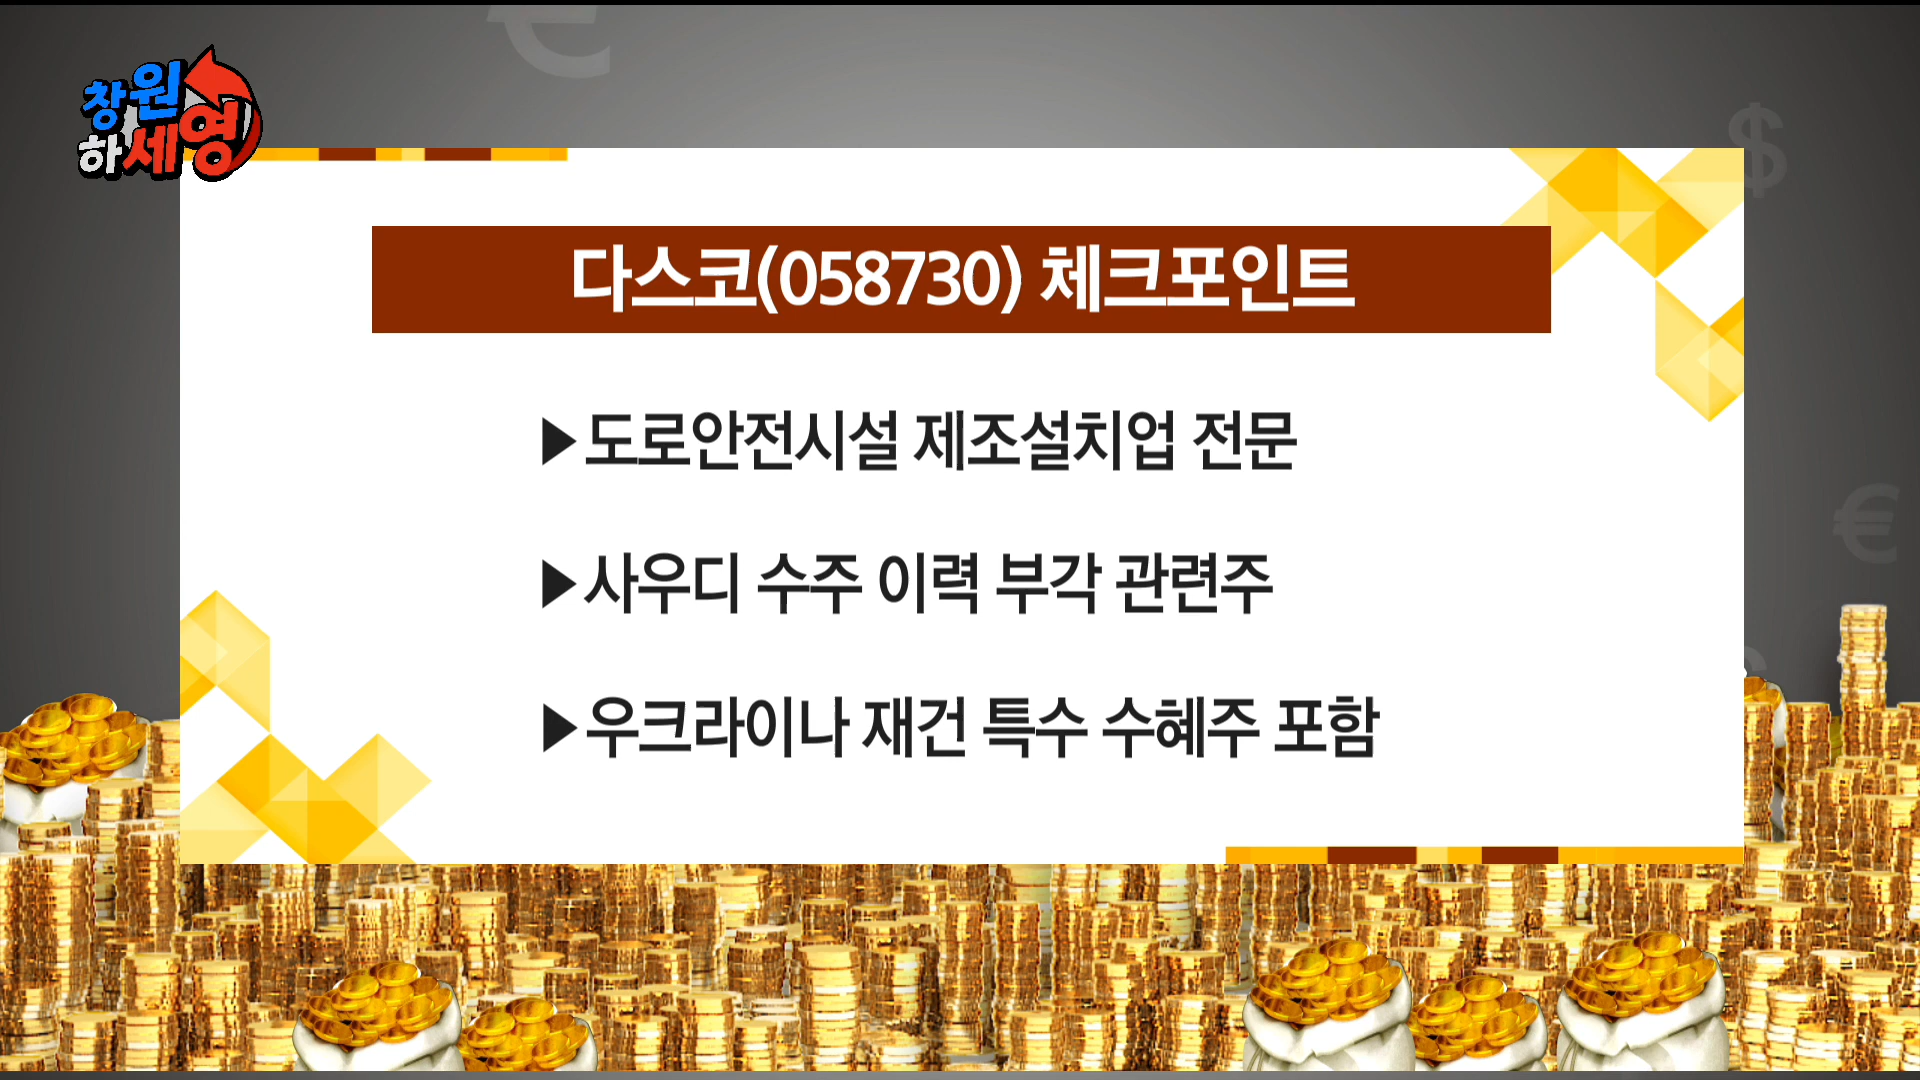 창원
하세영
다스코(058730) 체크포인트
▶도로안전시설 제조설치업 전문
▶사우디 수주 이력 부각 관련주
▶우크라이나 재건 특수 수혜주 포함